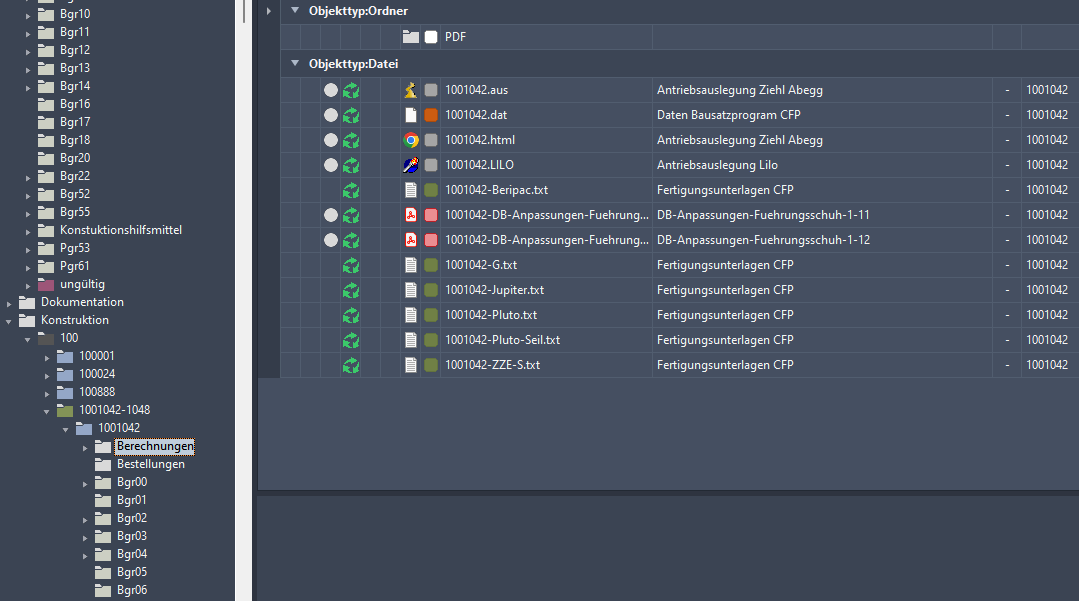 Bgr10
Bgr11
Bgr12
Bgr13
Bgr14
Bgr16
Bgr17
Bgr18
Bgr20
Bgr22
Bgr52
Bgr55
Konstuktionshilfsmittel
Pgr53
Pgr61
ungültig
Dokumentation
Konstruktion
100
100001
100024
100888
1001042-1048
1001042
Berechnungen
Bestellungen
Bgr00
Bgr01
Bgr02
Bgr03
Bgr04
Bgr05
Bgr06
Objekttyp:Ordner
PDF
Objekttyp:Datei
1001042.aus Antriebsauslegung Ziehl Abegg - 1001042
1001042.dat Daten Bausatzprogram CFP - 1001042
1001042.html Antriebsauslegung Ziehl Abegg - 1001042
1001042.LILO Antriebsauslegung Lilo - 1001042
1001042-Beripac.txt Fertigungsunterlagen CFP - 1001042
1001042-DB-Anpassungen-Fuehrung... DB-Anpassungen-Fuehrungsschuh-1-11 - 1001042
1001042-DB-Anpassungen-Fuehrung... DB-Anpassungen-Fuehrungsschuh-1-12 - 1001042
1001042-G.txt Fertigungsunterlagen CFP - 1001042
1001042-Jupiter.txt Fertigungsunterlagen CFP - 1001042
1001042-Pluto.txt Fertigungsunterlagen CFP - 1001042
1001042-Pluto-Seil.txt Fertigungsunterlagen CFP - 1001042
1001042-ZZE-S.txt Fertigungsunterlagen CFP - 1001042